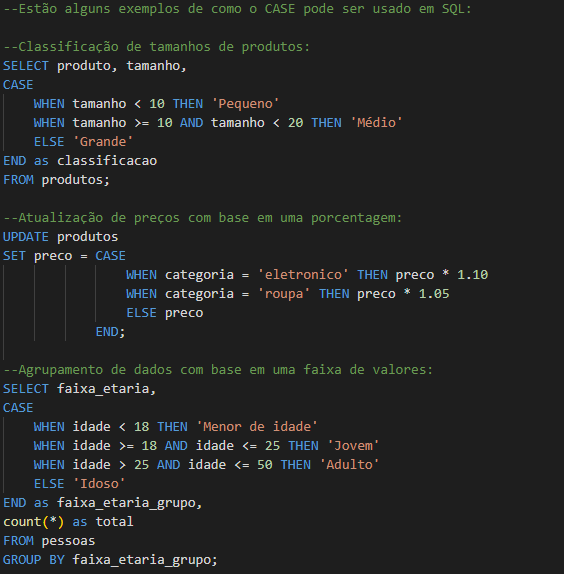 --Estão alguns exemplos de como o CASE pode ser usado em SQL:
--Classificação de tamanhos de produtos:
SELECT produto, tamanho,
CASE
WHEN tamanho < 10 THEN 'Pequeno'
WHEN tamanho >= 10 AND tamanho < 20 THEN 'Médio'
ELSE 'Grande'
END as classificacao
FROM produtos;
--Atualização de preços com base em uma porcentagem:
UPDATE produtos
SET preco = CASE
WHEN categoria = 'eletronico' THEN preco * 1.10
WHEN categoria = 'roupa' THEN preco * 1.05
ELSE preco
END;
--Agrupamento de dados com base em uma faixa de valores:
SELECT faixa_etaria,
CASE
WHEN idade < 18 THEN 'Menor de idade'
WHEN idade >= 18 AND idade <= 25 THEN 'Jovem'
WHEN idade > 25 AND idade <= 50 THEN 'Adulto'
ELSE 'Idoso'
END as faixa_etaria_grupo,
count(*) as total
FROM pessoas
GROUP BY faixa_etaria_grupo;